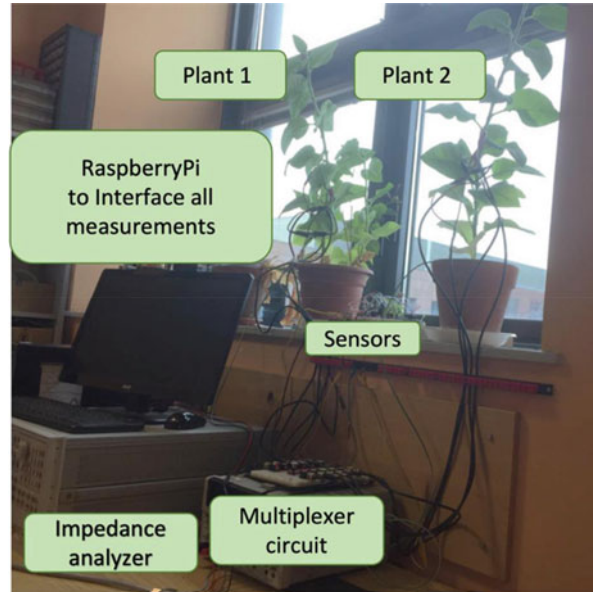 Plant 1
Plant 2
RaspberryPi
to Interface all
measurements
Sensors
Impedance
analyzer
Multiplexer
circuit